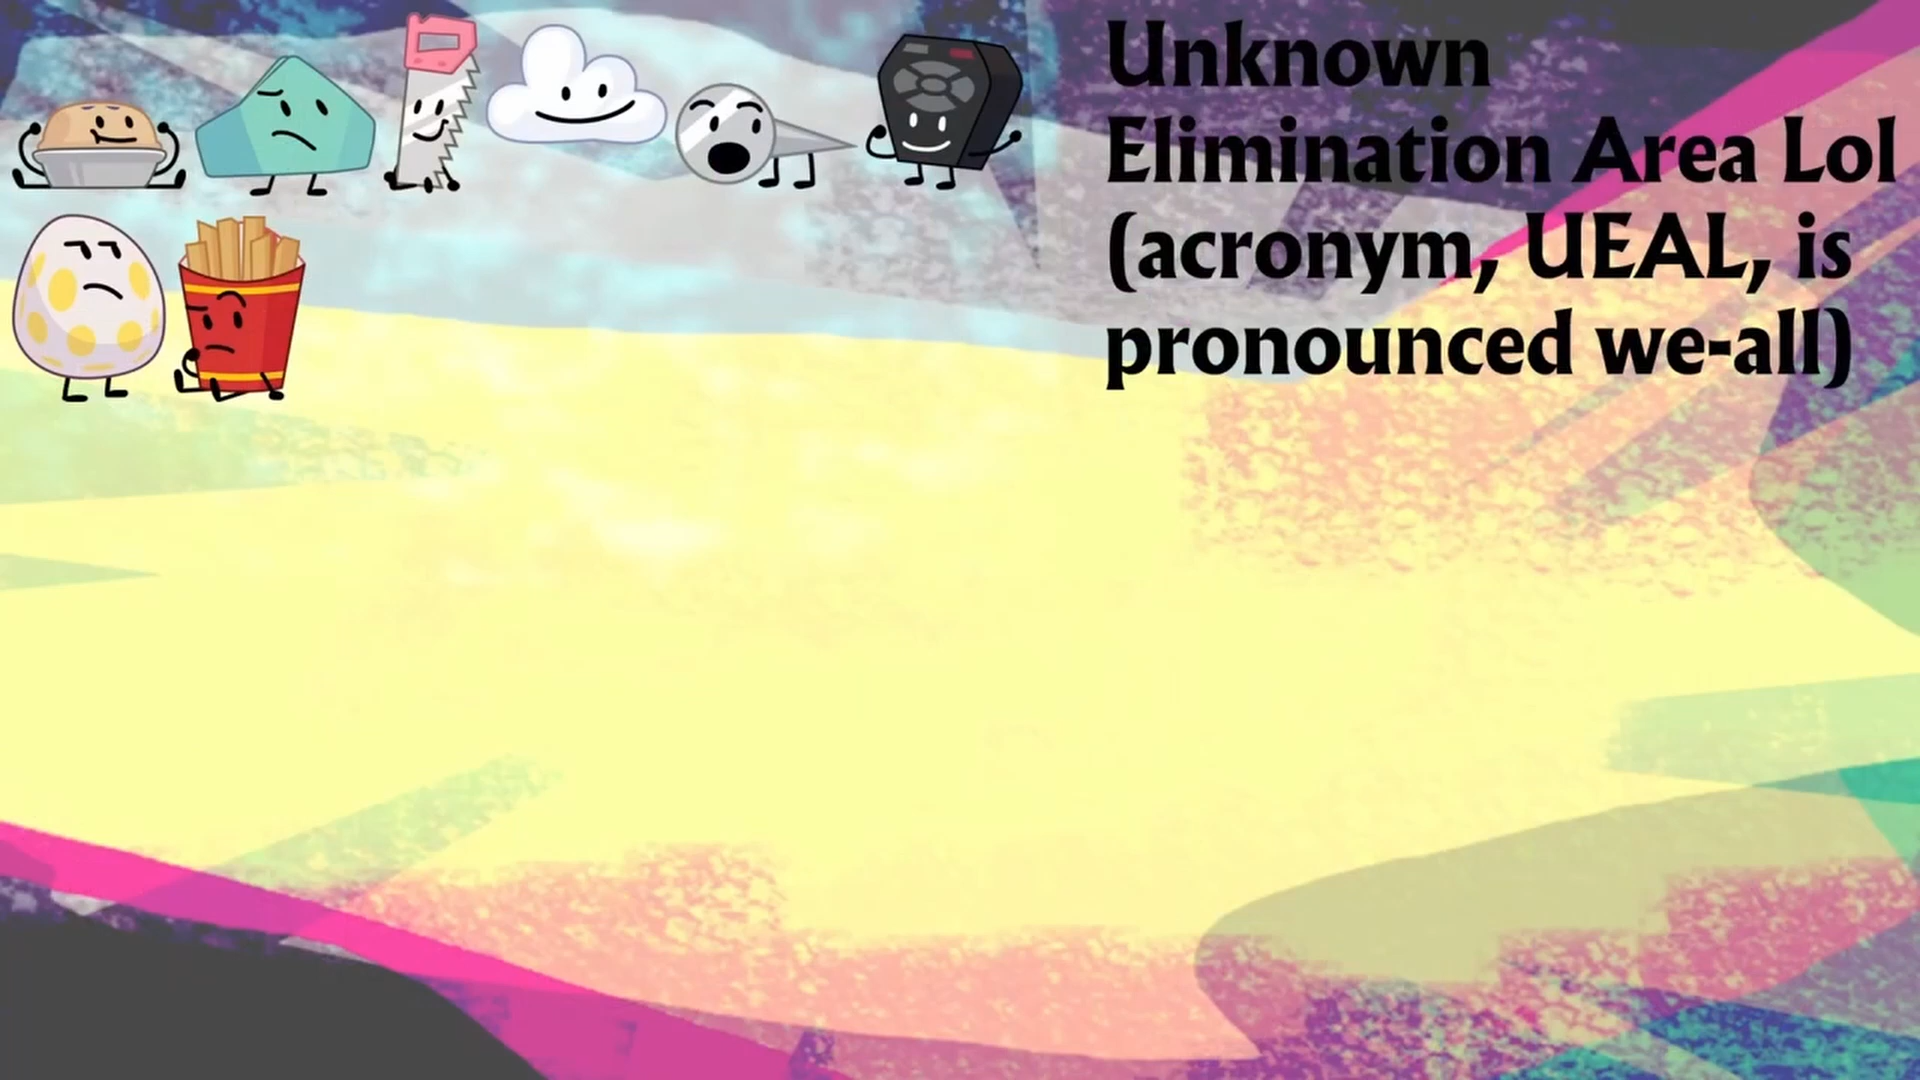 Unknown
Elimination Area Lol
(acronym, UEAL, is
pronounced we-all)